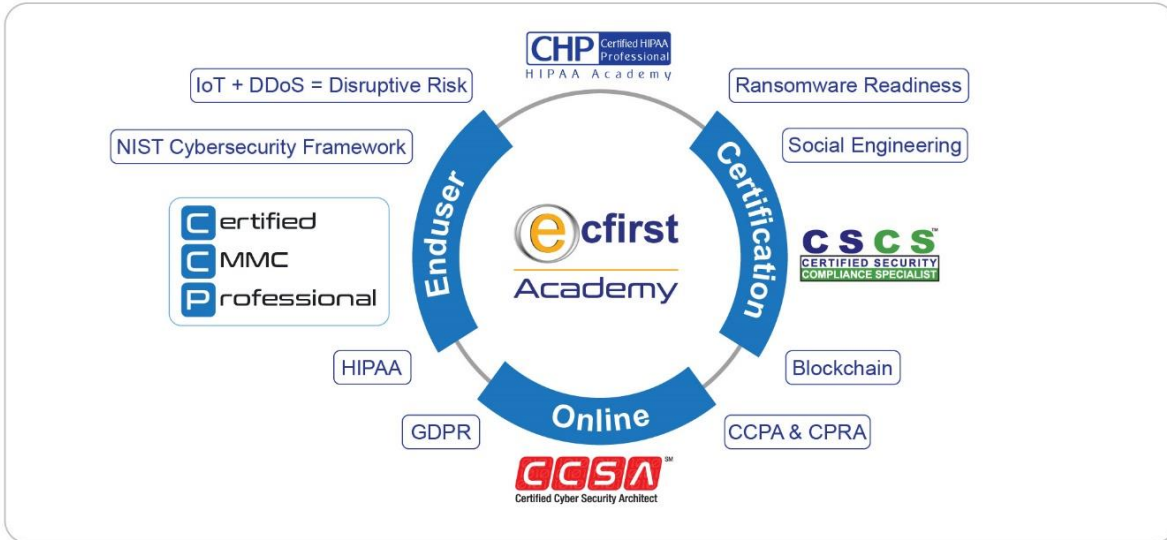 CHP Certified HIPAA
Professional
HIPAA Academy
IoT + DDoS = Disruptive Risk
Ransomware Readiness
NIST Cybersecurity Framework
Social Engineering
Enduser
Certification
Certified
CMMC
Professional
ecfirst
Academy
CSCS™
CERTIFIED SECURITY
COMPLIANCE SPECIALIST
HIPAA
Blockchain
Online
GDPR
CCPA & CPRA
CCSA℠
Certified Cyber Security Architect